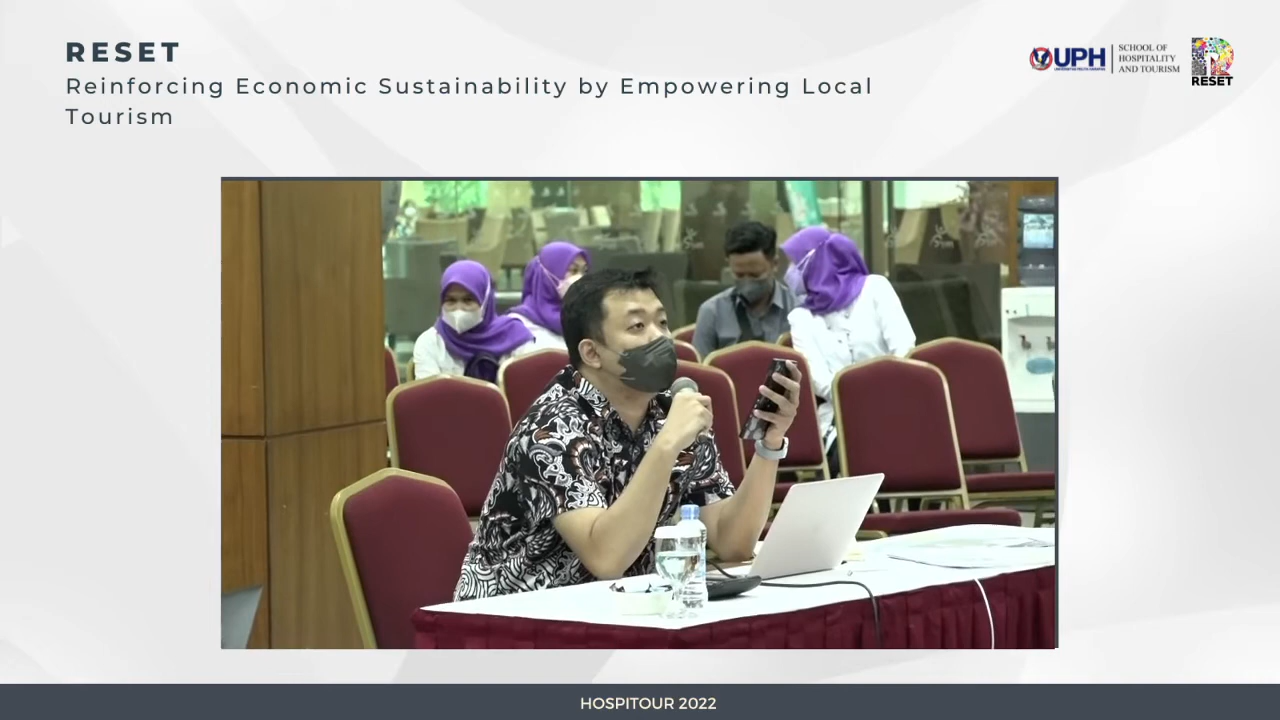 RESET
Reinforcing Economic Sustainability by Empowering Local
Tourism
UPH
SCHOOL OF
HOSPITALITY
AND TOURISM
RESET
HOSPITOUR 2022